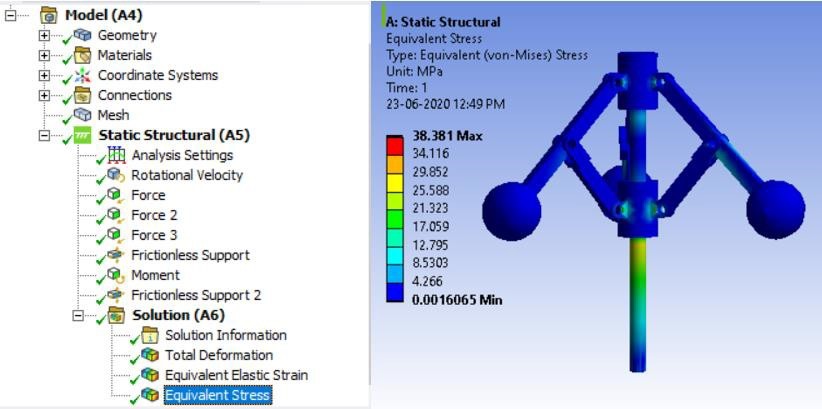 Model (A4)
Geometry
Materials
Coordinate Systems
Connections
Mesh
Static Structural (A5)
Analysis Settings
Rotational Velocity
Force
Force 2
Force 3
Frictionless Support
Moment
Frictionless Support 2
Solution (A6)
Solution Information
Total Deformation
Equivalent Elastic Strain
Equivalent Stress
A: Static Structural
Equivalent Stress
Type: Equivalent (von-Mises) Stress
Unit: MPa
Time: 1
23-06-2020 12:49 PM
38.381 Max
34.116
29.852
25.588
21.323
17.059
12.795
8.5303
4.266
0.0016065 Min